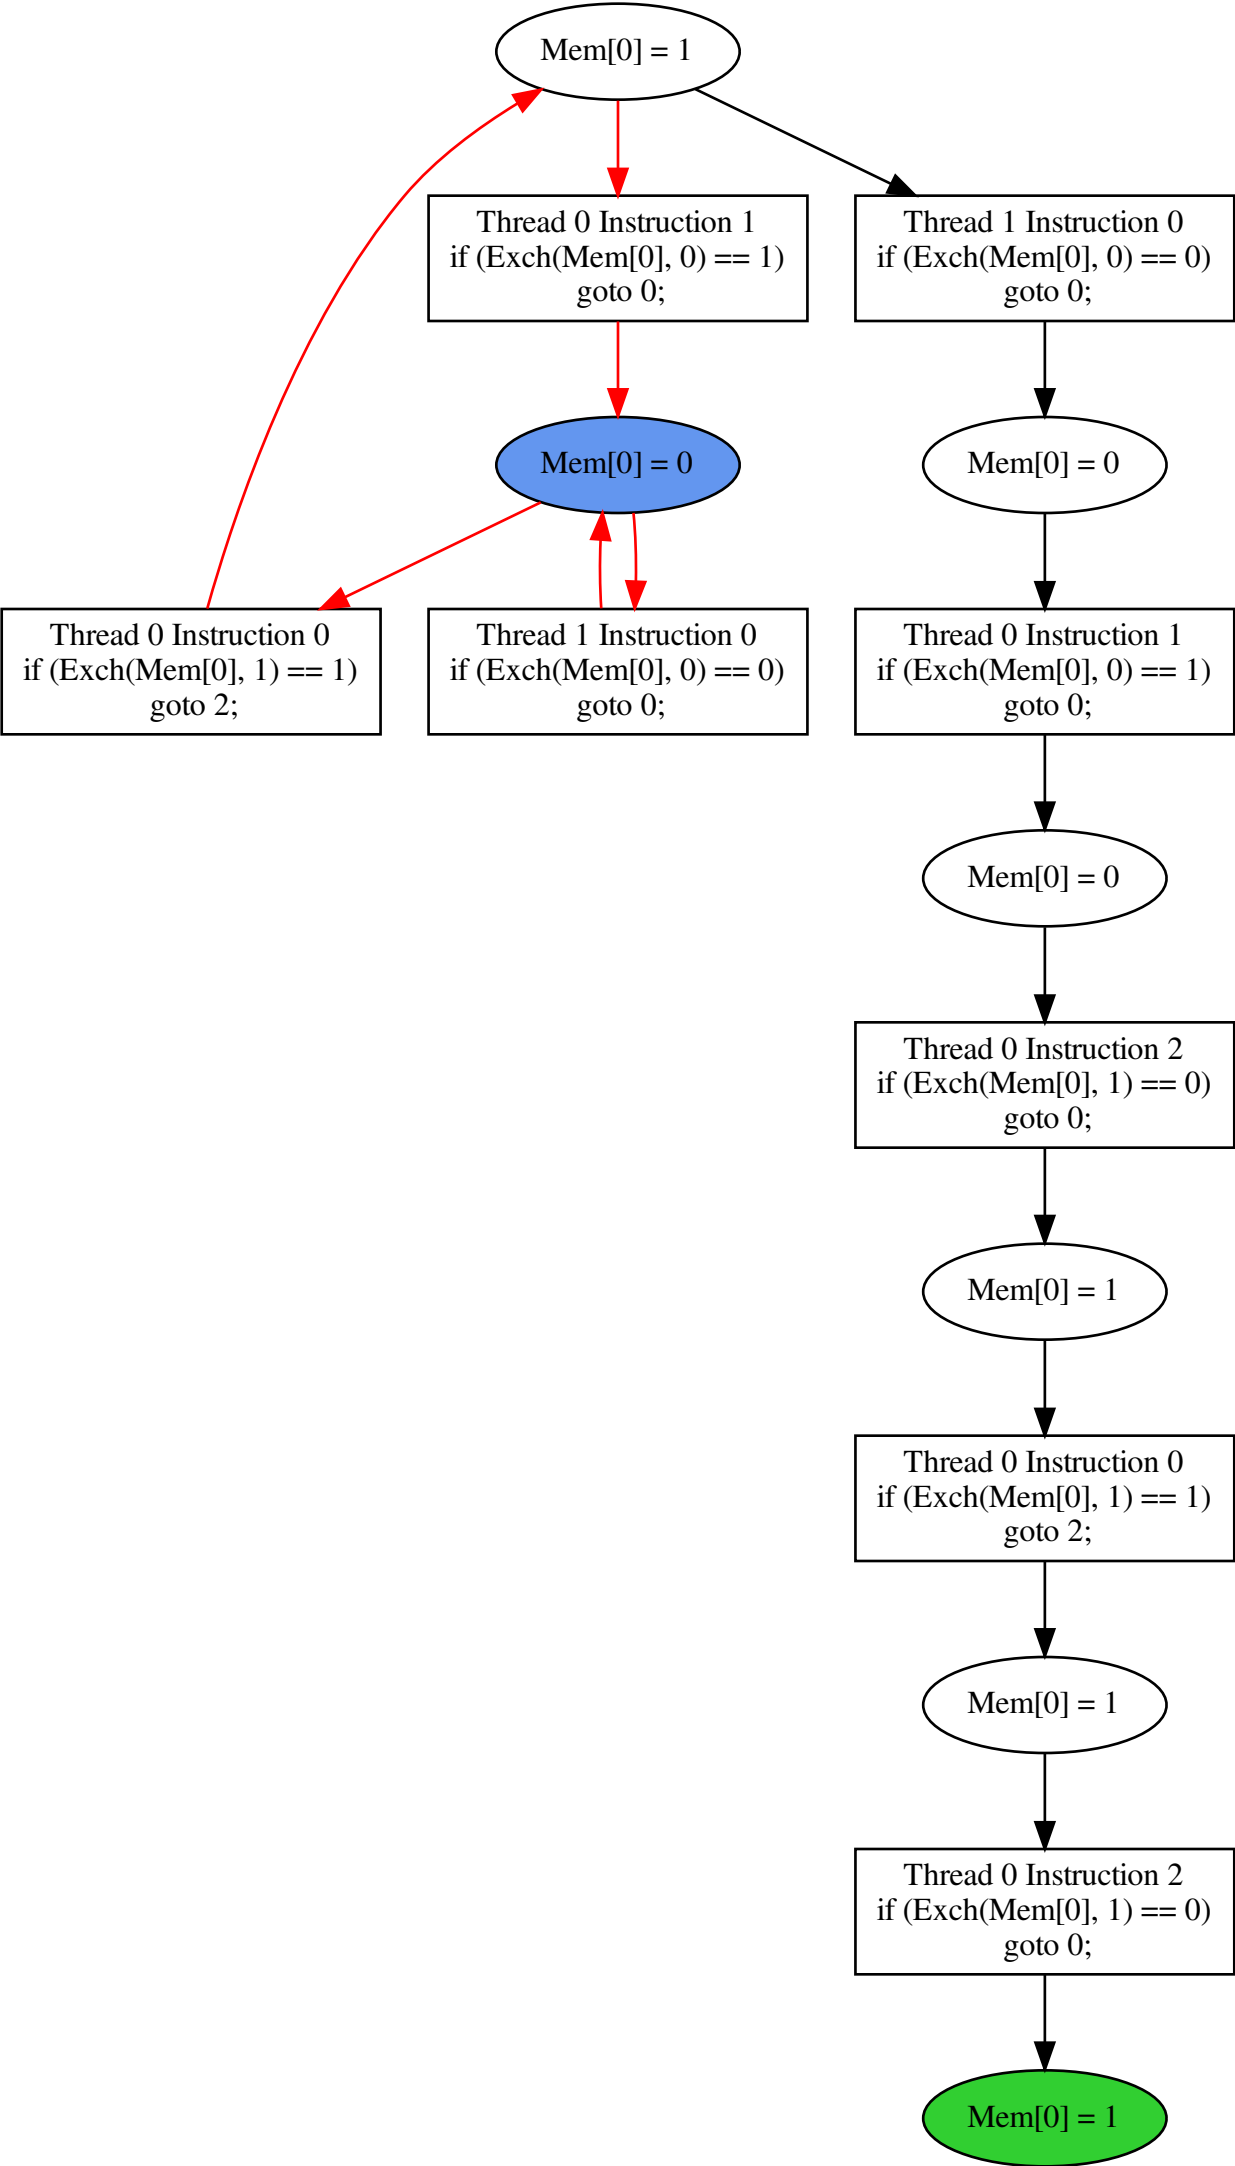 Mem[0] = 1
Thread 0 Instruction 1
if (Exch(Mem[0], 0) == 1)
goto 0;
Thread 1 Instruction 0
if (Exch(Mem[0], 0) == 0)
goto 0;
Mem[0] = 0
Mem[0] = 0
Thread 0 Instruction 0
if (Exch(Mem[0], 1) == 1)
goto 2;
Thread 1 Instruction 0
if (Exch(Mem[0], 0) == 0)
goto 0;
Thread 0 Instruction 1
if (Exch(Mem[0], 0) == 1)
goto 0;
Mem[0] = 0
Thread 0 Instruction 2
if (Exch(Mem[0], 1) == 0)
goto 0;
Mem[0] = 1
Thread 0 Instruction 0
if (Exch(Mem[0], 1) == 1)
goto 2;
Mem[0] = 1
Thread 0 Instruction 2
if (Exch(Mem[0], 1) == 0)
goto 0;
Mem[0] = 1